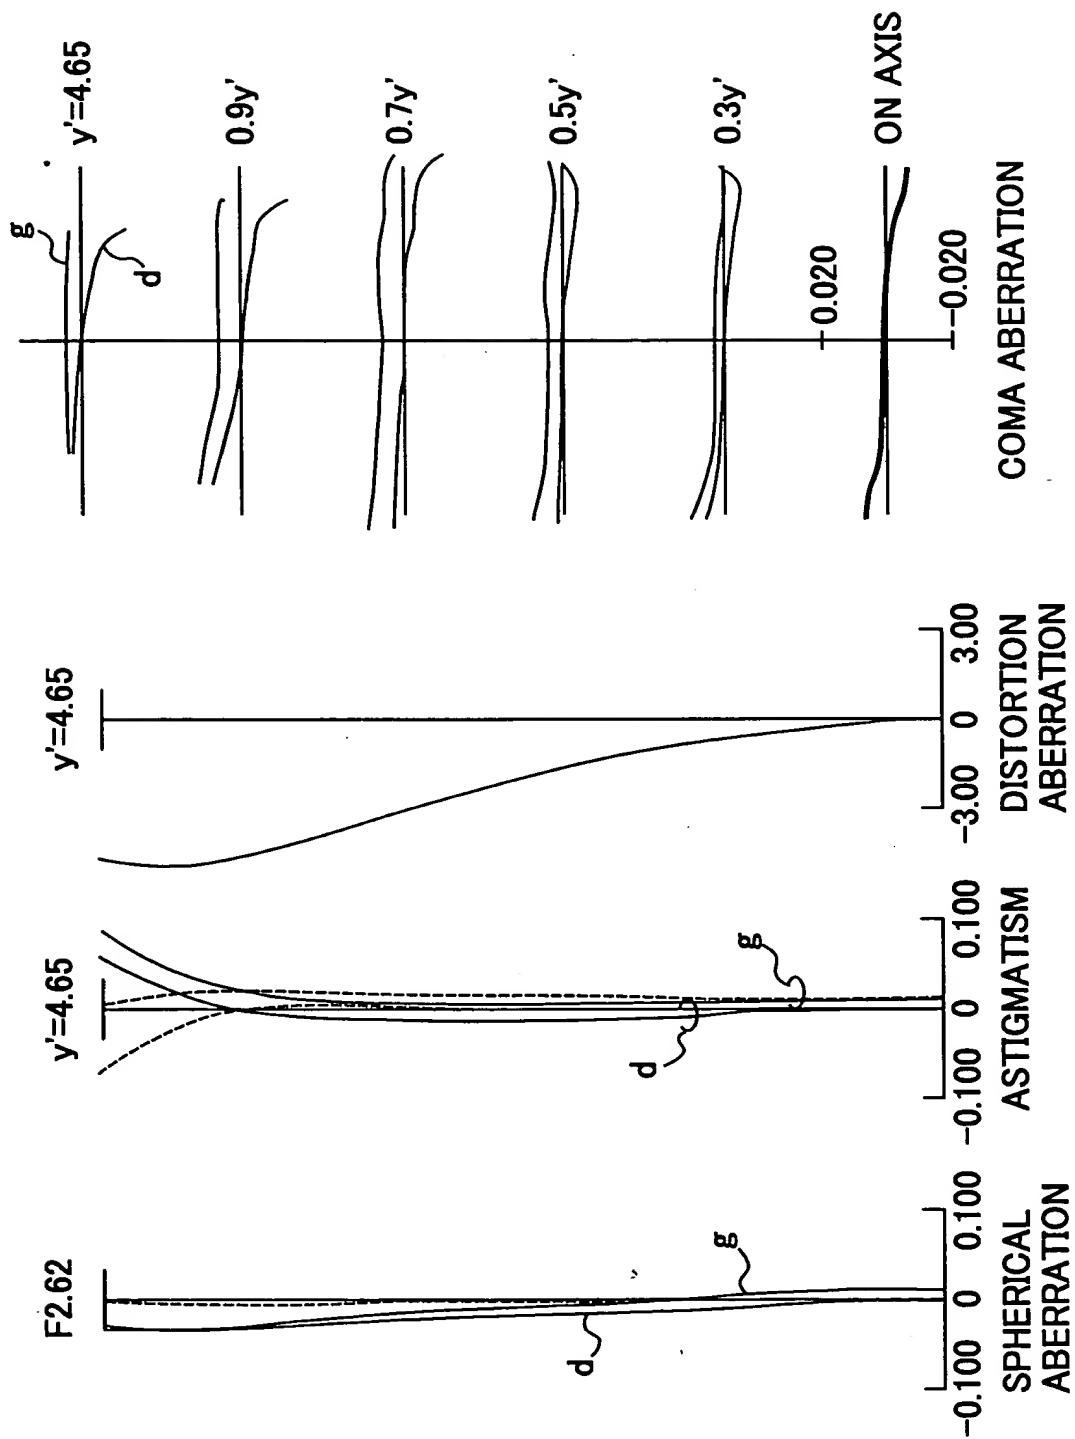 F2.62
g
d
-0.100 0 0.100
SPHERICAL
ABERRATION
y'=4.65
g
d
-0.100 0 0.100
ASTIGMATISM
y'=4.65
-3.00 0 3.00
DISTORTION
ABERRATION
g
y'=4.65
d
0.9y'
0.7y'
0.5y'
0.3y'
0.020
ON AXIS
-0.020
COMA ABERRATION